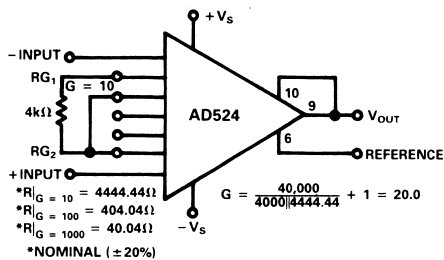 +VS
−INPUT
RG1
G = 10
4kΩ
RG2
+INPUT
AD524
10
9
6
VOUT
REFERENCE
−VS
*R|G = 10 = 4444.44Ω
*R|G = 100 = 404.04Ω
*R|G = 1000 = 40.04Ω
*NOMINAL (±20%)
G = 40,000 / 4000||4444.44 + 1 = 20.0